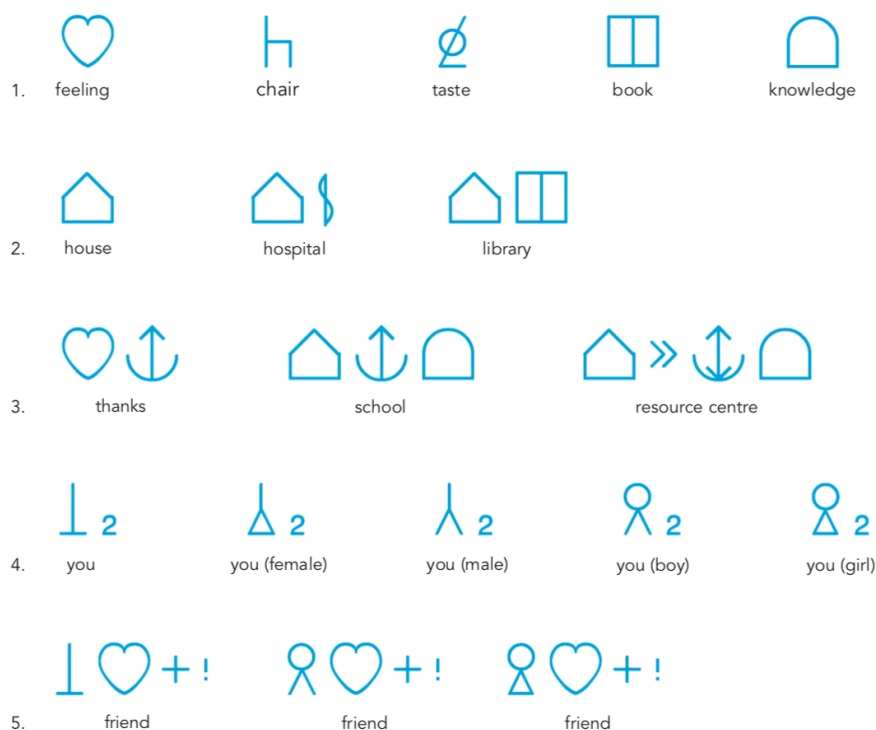 1. feeling chair taste book knowledge
2. house hospital library
3. thanks school resource centre
2 2 2 2 2
4. you you (female) you (male) you (boy) you (girl)
+ ! + ! + !
5. friend friend friend